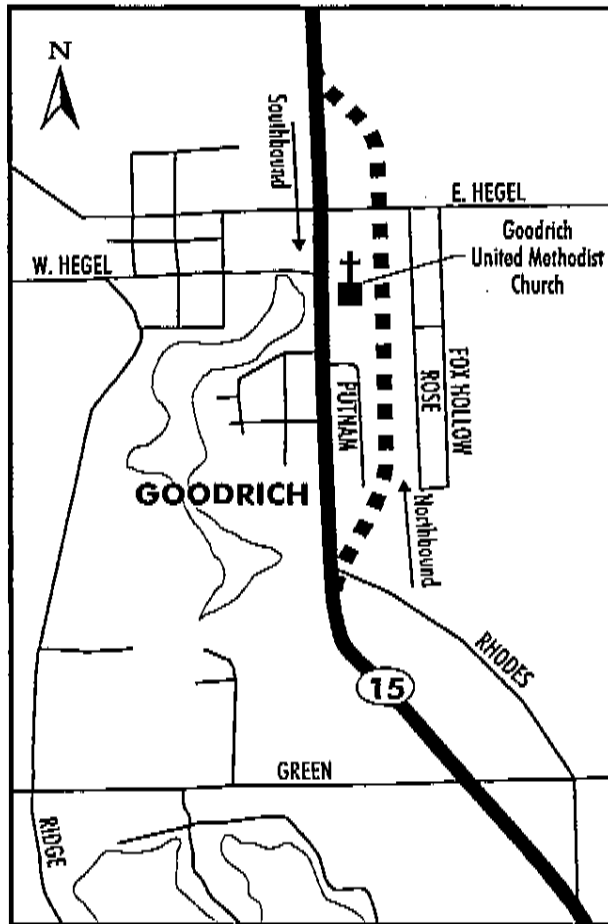 N
Southbound
E. HEGEL
Goodrich
United Methodist
Church
W. HEGEL
FOX HOLLOW
ROSE
PUTNAM
GOODRICH
Northbound
RHODES
15
GREEN
RIDGE